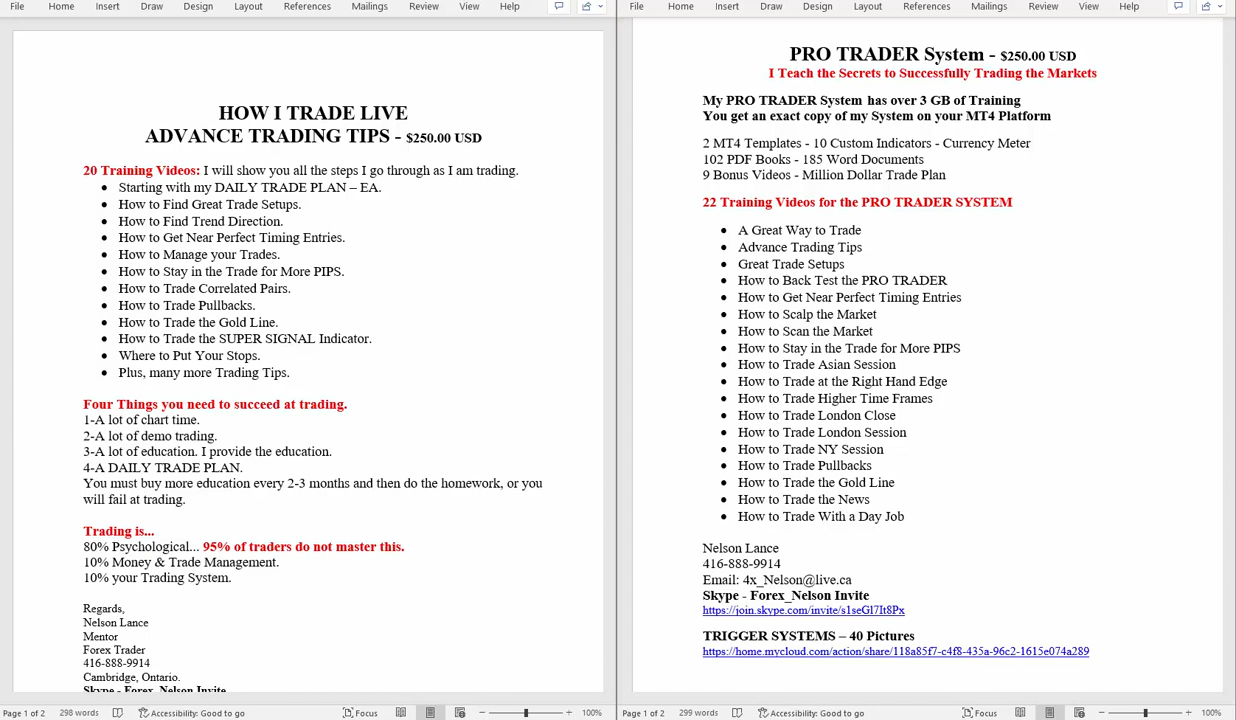 File Home Insert Draw Design Layout References Mailings Review View Help
HOW I TRADE LIVE
ADVANCE TRADING TIPS - $250.00 USD
20 Training Videos: I will show you all the steps I go through as I am trading.
• Starting with my DAILY TRADE PLAN – EA.
• How to Find Great Trade Setups.
• How to Find Trend Direction.
• How to Get Near Perfect Timing Entries.
• How to Manage your Trades.
• How to Stay in the Trade for More PIPS.
• How to Trade Correlated Pairs.
• How to Trade Pullbacks.
• How to Trade the Gold Line.
• How to Trade the SUPER SIGNAL Indicator.
• Where to Put Your Stops.
• Plus, many more Trading Tips.
Four Things you need to succeed at trading.
1-A lot of chart time.
2-A lot of demo trading.
3-A lot of education. I provide the education.
4-A DAILY TRADE PLAN.
You must buy more education every 2-3 months and then do the homework, or you
will fail at trading.
Trading is...
80% Psychological... 95% of traders do not master this.
10% Money & Trade Management.
10% your Trading System.
Regards,
Nelson Lance
Mentor
Forex Trader
416-888-9914
Cambridge, Ontario.
Skype - Forex_Nelson Invite
Page 1 of 2 298 words Accessibility: Good to go Focus 100%
File Home Insert Draw Design Layout References Mailings Review View Help
PRO TRADER System - $250.00 USD
I Teach the Secrets to Successfully Trading the Markets
My PRO TRADER System has over 3 GB of Training
You get an exact copy of my System on your MT4 Platform
2 MT4 Templates - 10 Custom Indicators - Currency Meter
102 PDF Books - 185 Word Documents
9 Bonus Videos - Million Dollar Trade Plan
22 Training Videos for the PRO TRADER SYSTEM
• A Great Way to Trade
• Advance Trading Tips
• Great Trade Setups
• How to Back Test the PRO TRADER
• How to Get Near Perfect Timing Entries
• How to Scalp the Market
• How to Scan the Market
• How to Stay in the Trade for More PIPS
• How to Trade Asian Session
• How to Trade at the Right Hand Edge
• How to Trade Higher Time Frames
• How to Trade London Close
• How to Trade London Session
• How to Trade NY Session
• How to Trade Pullbacks
• How to Trade the Gold Line
• How to Trade the News
• How to Trade With a Day Job
Nelson Lance
416-888-9914
Email: 4x_Nelson@live.ca
Skype - Forex_Nelson Invite
https://join.skype.com/invite/s1seGl7It8Px
TRIGGER SYSTEMS – 40 Pictures
https://home.mycloud.com/action/share/118a85f7-c4f8-435a-96c2-1615e074a289
Page 1 of 2 299 words Accessibility: Good to go Focus 100%